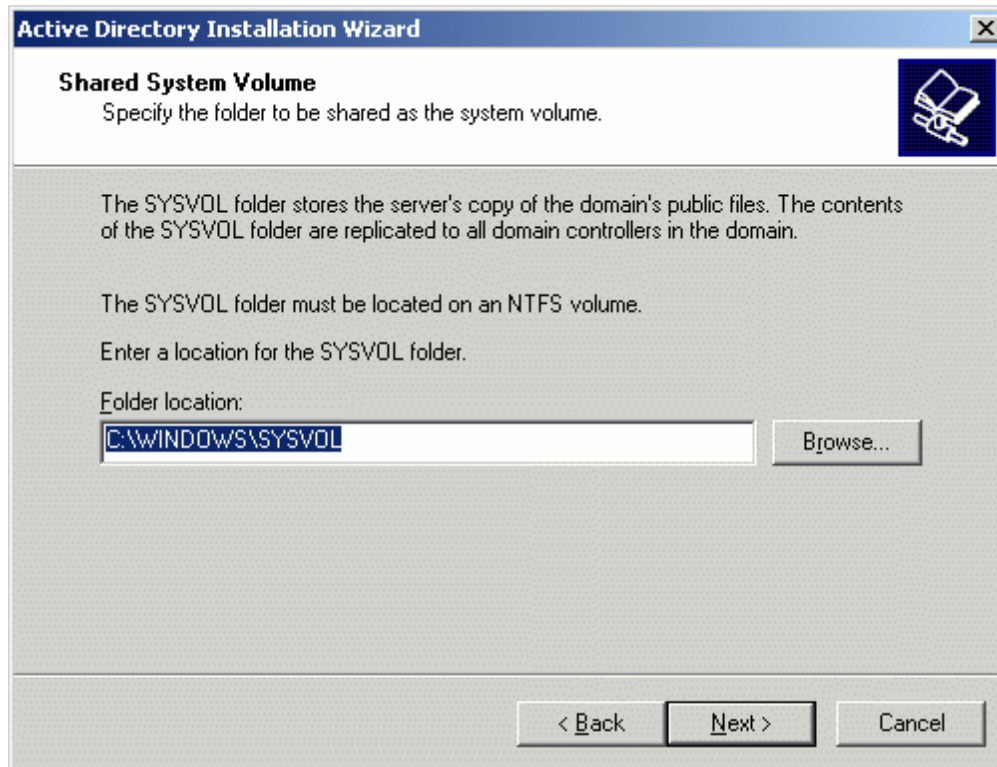 Active Directory Installation Wizard
Shared System Volume
Specify the folder to be shared as the system volume.
The SYSVOL folder stores the server's copy of the domain's public files. The contents
of the SYSVOL folder are replicated to all domain controllers in the domain.
The SYSVOL folder must be located on an NTFS volume.
Enter a location for the SYSVOL folder.
Folder location:
C:\WINDOWS\SYSVOL
Browse...
< Back
Next >
Cancel